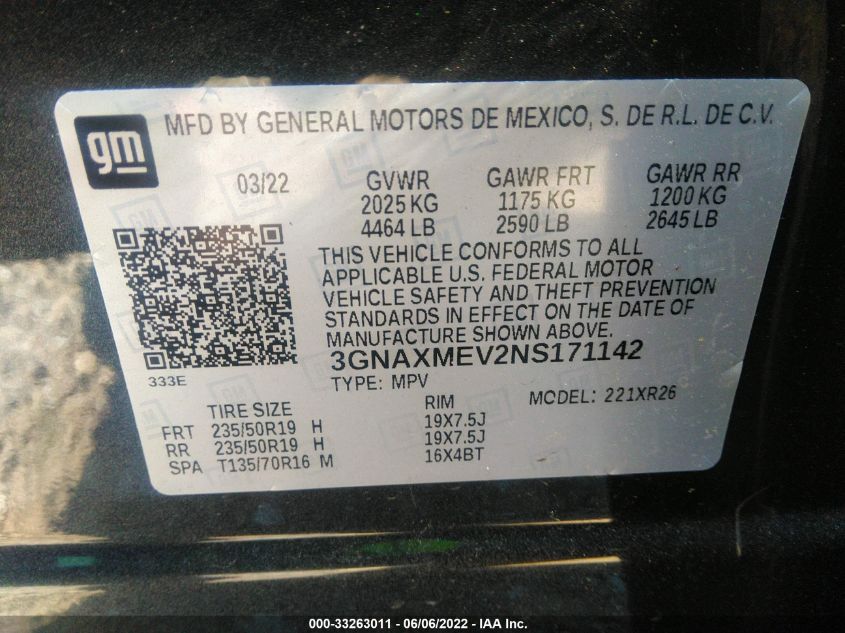 gm
MFD BY GENERAL MOTORS DE MEXICO, S. DE R.L. DE C.V.
03/22 GVWR GAWR FRT GAWR RR
2025 KG 1175 KG 1200 KG
4464 LB 2590 LB 2645 LB
THIS VEHICLE CONFORMS TO ALL
APPLICABLE U.S. FEDERAL MOTOR
VEHICLE SAFETY AND THEFT PREVENTION
STANDARDS IN EFFECT ON THE DATE OF
MANUFACTURE SHOWN ABOVE.
3GNAXMEV2NS171142
333E
TYPE: MPV MODEL: 221XR26
TIRE SIZE RIM
FRT 235/50R19 H 19X7.5J
RR 235/50R19 H 19X7.5J
SPA T135/70R16 M 16X4BT
000-33263011 - 06/06/2022 - IAA Inc.